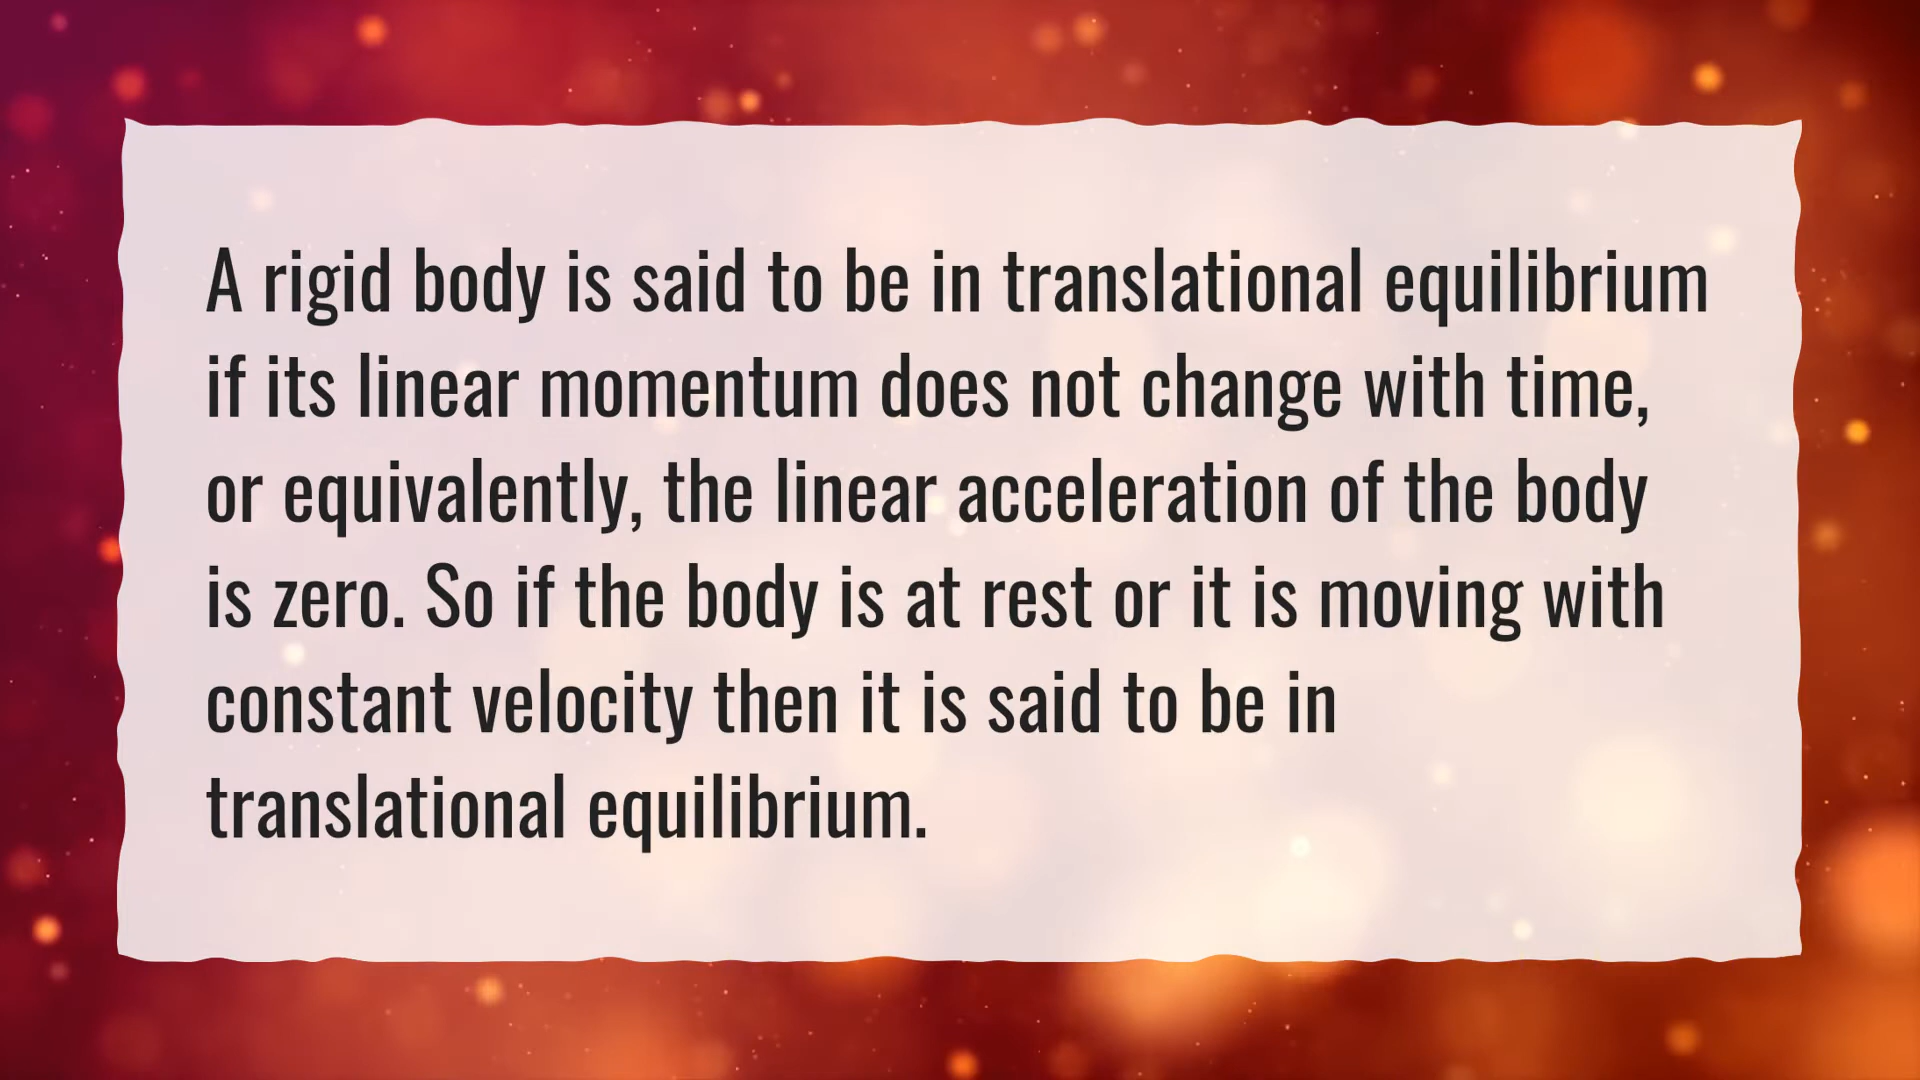 A rigid body is said to be in translational equilibrium
if its linear momentum does not change with time,
or equivalently, the linear acceleration of the body
is zero. So if the body is at rest or it is moving with
constant velocity then it is said to be in
translational equilibrium.